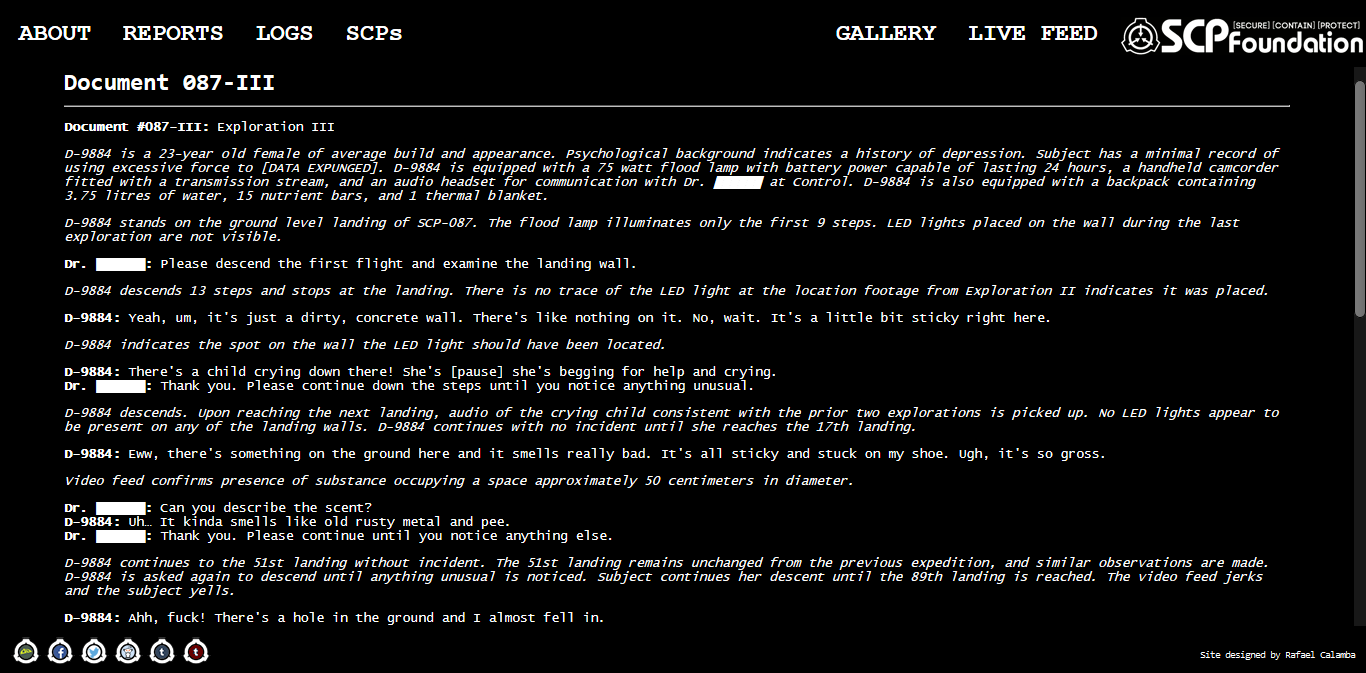 ABOUT REPORTS LOGS SCPs GALLERY LIVE FEED
[SECURE] [CONTAIN] [PROTECT]
SCP Foundation
Document 087-III
Document #087-III: Exploration III
D-9884 is a 23-year old female of average build and appearance. Psychological background indicates a history of depression. Subject has a minimal record of
using excessive force to [DATA EXPUNGED]. D-9884 is equipped with a 75 watt flood lamp with battery power capable of lasting 24 hours, a handheld camcorder
fitted with a transmission stream, and an audio headset for communication with Dr. ██████ at Control. D-9884 is also equipped with a backpack containing
3.75 litres of water, 15 nutrient bars, and 1 thermal blanket.
D-9884 stands on the ground level landing of SCP-087. The flood lamp illuminates only the first 9 steps. LED lights placed on the wall during the last
exploration are not visible.
Dr. ██████: Please descend the first flight and examine the landing wall.
D-9884 descends 13 steps and stops at the landing. There is no trace of the LED light at the location footage from Exploration II indicates it was placed.
D-9884: Yeah, um, it's just a dirty, concrete wall. There's like nothing on it. No, wait. It's a little bit sticky right here.
D-9884 indicates the spot on the wall the LED light should have been located.
D-9884: There's a child crying down there! She's [pause] she's begging for help and crying.
Dr. ██████: Thank you. Please continue down the steps until you notice anything unusual.
D-9884 descends. Upon reaching the next landing, audio of the crying child consistent with the prior two explorations is picked up. No LED lights appear to
be present on any of the landing walls. D-9884 continues with no incident until she reaches the 17th landing.
D-9884: Eww, there's something on the ground here and it smells really bad. It's all sticky and stuck on my shoe. Ugh, it's so gross.
Video feed confirms presence of substance occupying a space approximately 50 centimeters in diameter.
Dr. ██████: Can you describe the scent?
D-9884: Uh… It kinda smells like old rusty metal and pee.
Dr. ██████: Thank you. Please continue until you notice anything else.
D-9884 continues to the 51st landing without incident. The 51st landing remains unchanged from the previous expedition, and similar observations are made.
D-9884 is asked again to descend until anything unusual is noticed. Subject continues her descent until the 89th landing is reached. The video feed jerks
and the subject yells.
D-9884: Ahh, fuck! There's a hole in the ground and I almost fell in.
Site designed by Rafael Calamba